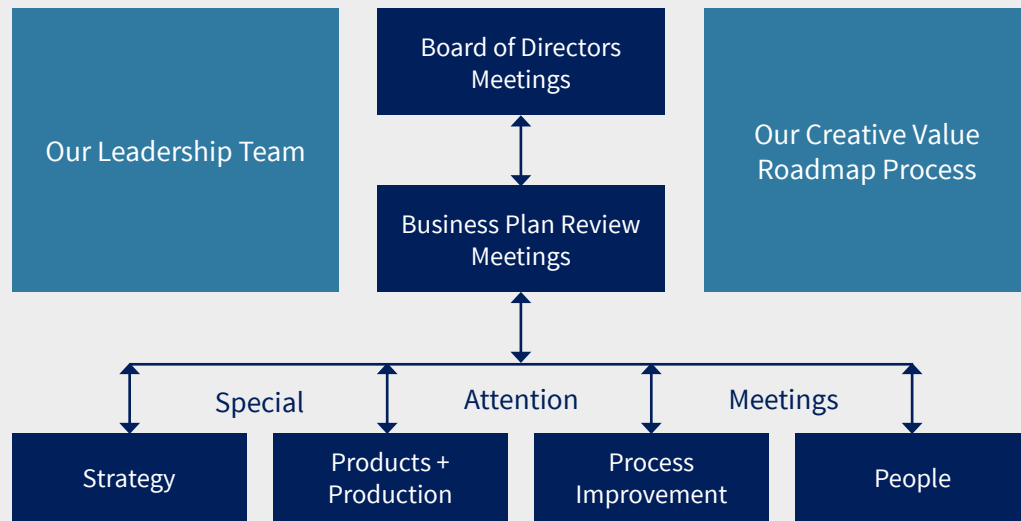 Our Leadership Team
Board of Directors
Meetings
Business Plan Review
Meetings
Our Creative Value
Roadmap Process
Special Attention Meetings
Strategy
Products +
Production
Process
Improvement
People